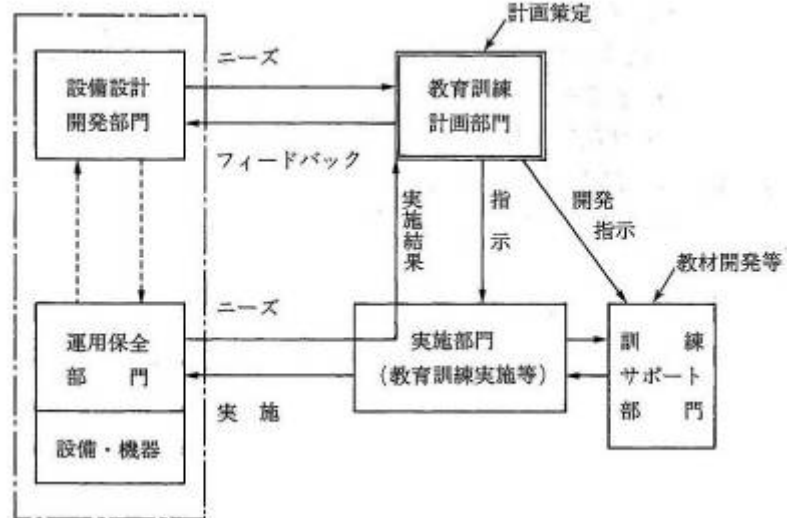 計画策定
ニーズ
設備設計
開発部門
教育訓練
計画部門
フィードバック
実施結果
指示
開発
指示
教材開発等
ニーズ
運用保全
部門
実施部門
(教育訓練実施等)
訓練
サポート
部門
実施
設備・機器